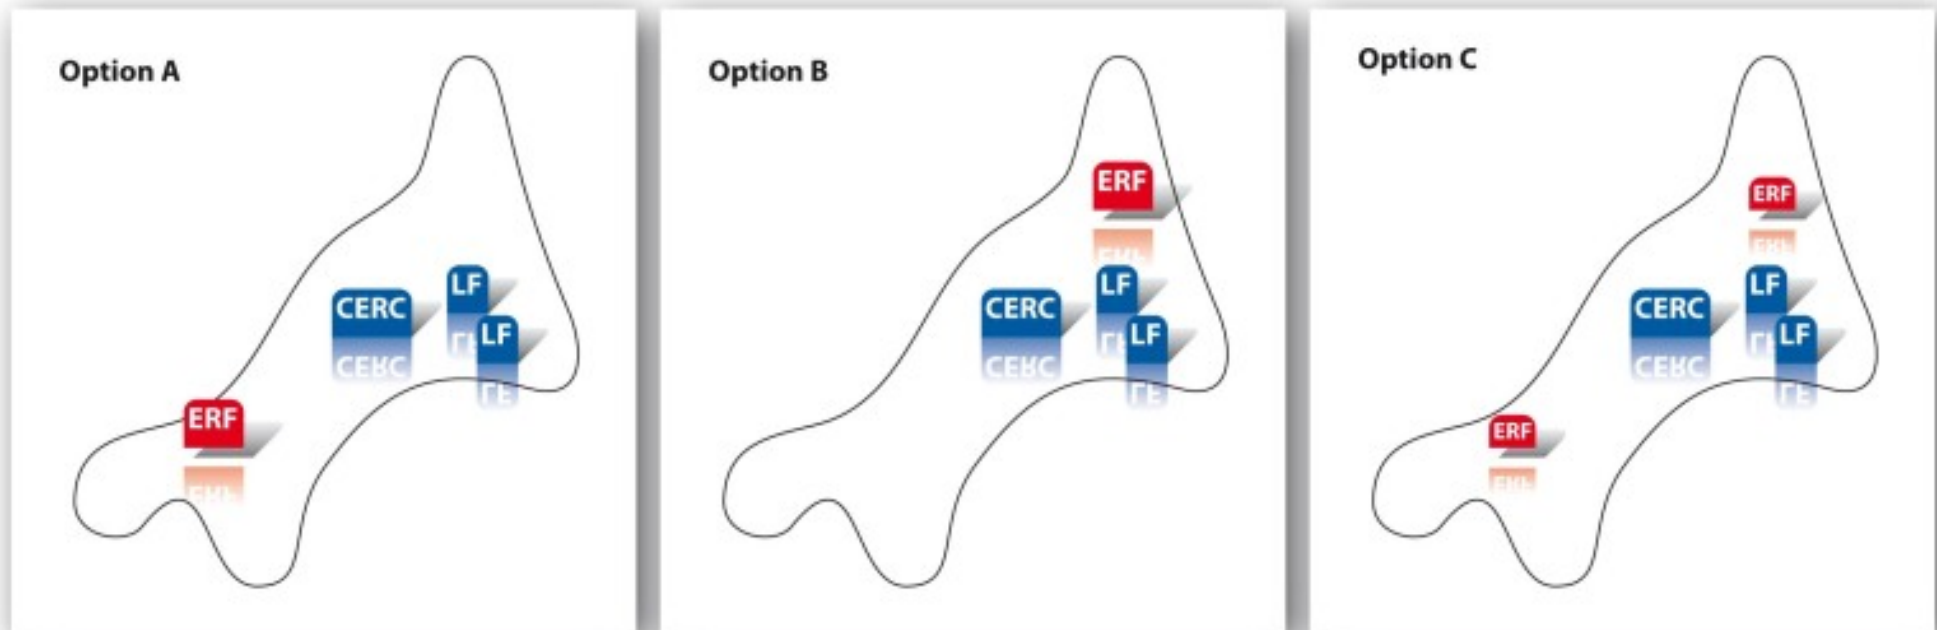 Option A
LF
CERC
LF
ERF
Option B
ERF
LF
CERC
LF
Option C
ERF
LF
CERC
LF
ERF